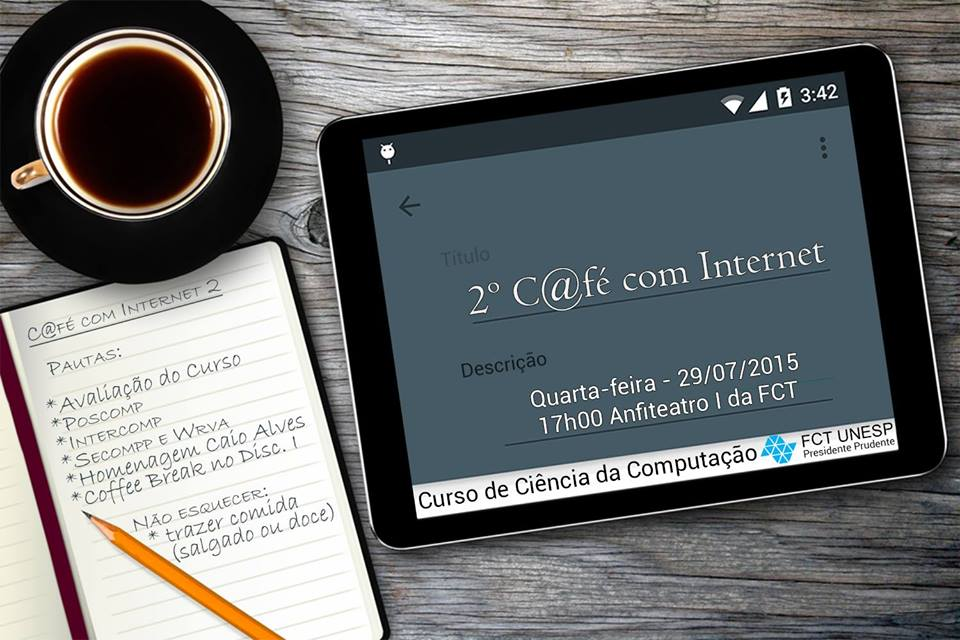 C@fé com Internet 2
Pautas:
* Avaliação do Curso
* Poscomp
* Intercomp
* Secompp e Wrva
* Homenagem Caio Alves
* Coffee Break no Disc. I
Não esquecer:
* trazer comida
(salgado ou doce)
3:42
Título
2º C@fé com Internet
Descrição
Quarta-feira - 29/07/2015
17h00 Anfiteatro I da FCT
Curso de Ciência da Computação
FCT UNESP
Presidente Prudente